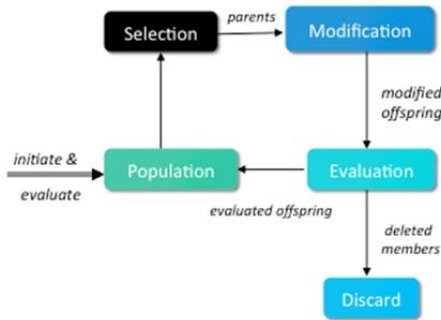 Selection
parents
Modification
modified
offspring
initiate &
evaluate
Population
evaluated offspring
Evaluation
deleted
members
Discard